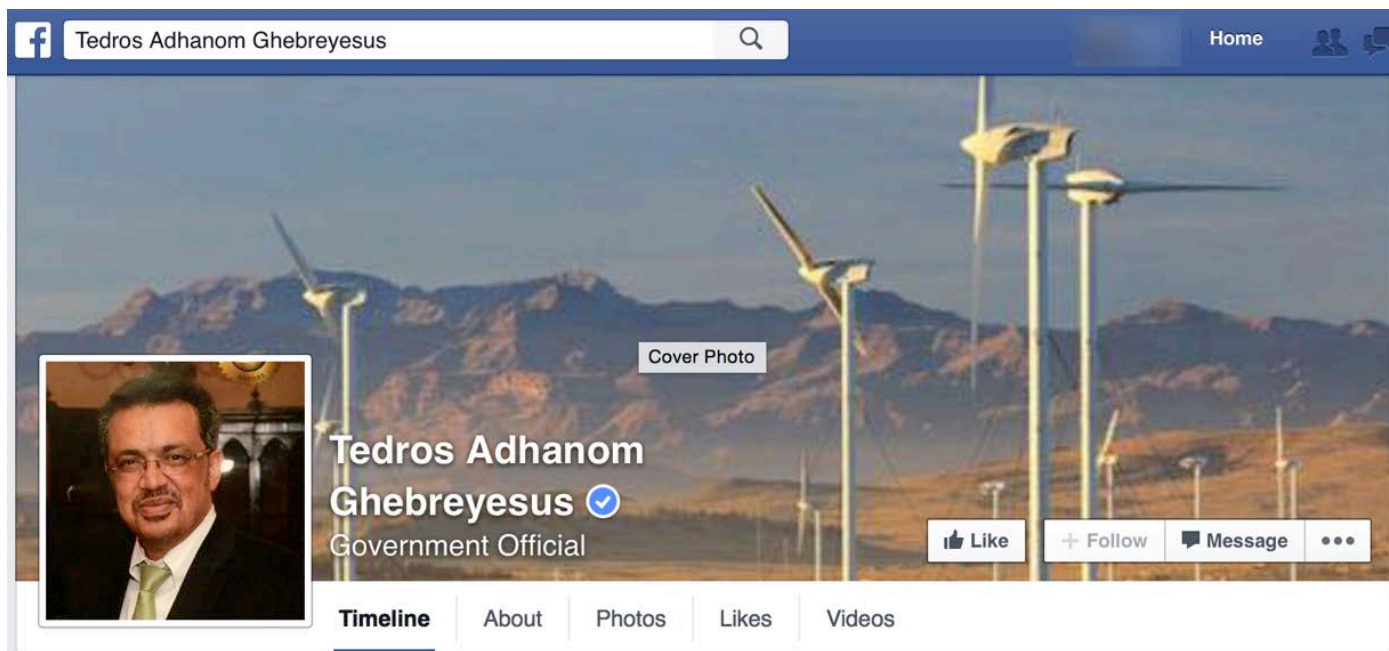 Tedros Adhanom Ghebreyesus
Home
Cover Photo
Tedros Adhanom
Ghebreyesus
Government Official
Like
+ Follow
Message
Timeline
About
Photos
Likes
Videos